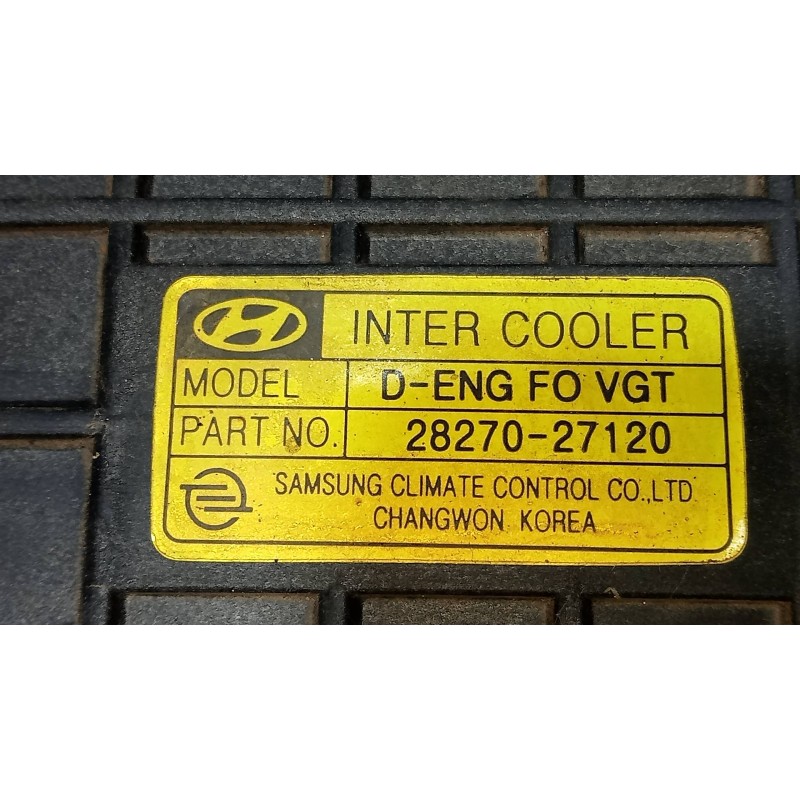 INTER COOLER
MODEL D-ENG FO VGT
PART NO. 28270-27120
SAMSUNG CLIMATE CONTROL CO.,LTD
CHANGWON KOREA